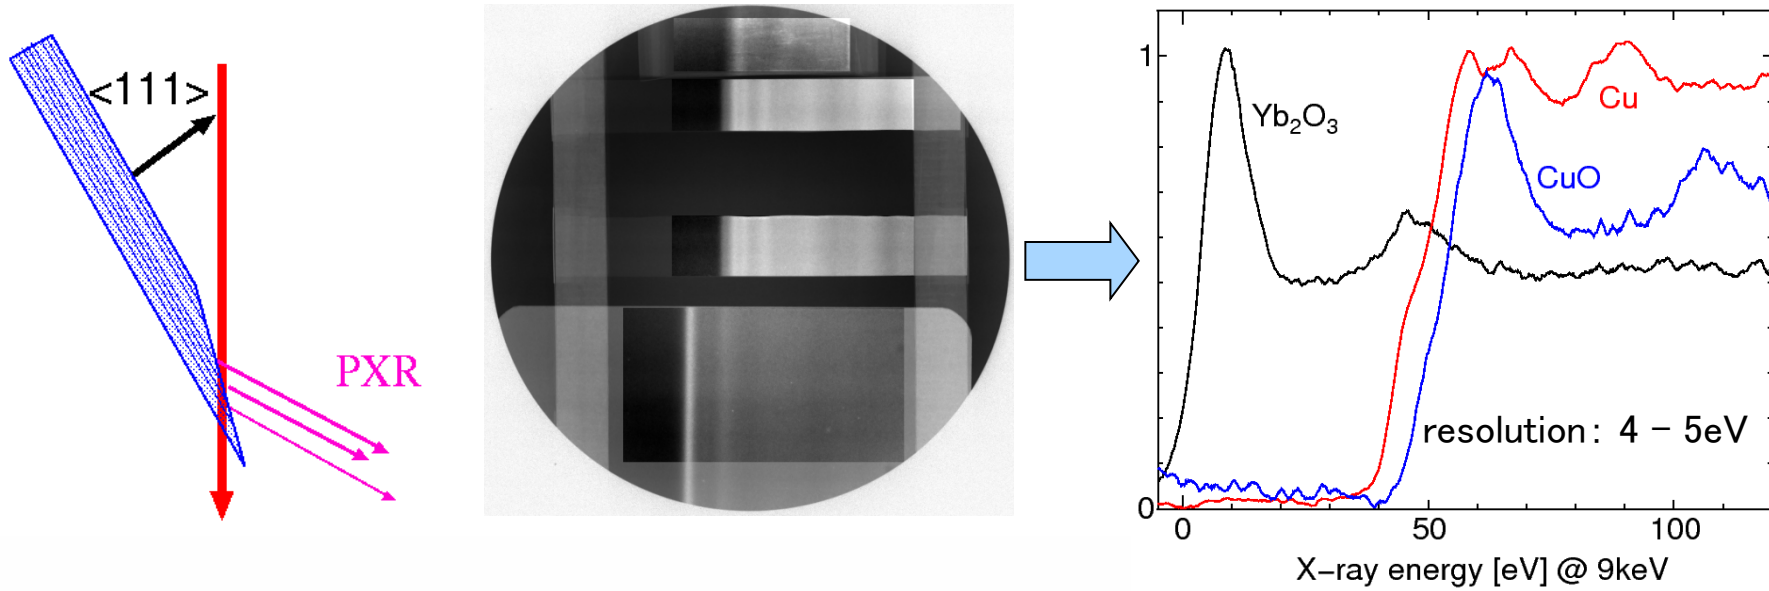 <111>
PXR
1
0
Yb₂O₃
Cu
CuO
resolution: 4 – 5eV
0 50 100
X–ray energy [eV] @ 9keV